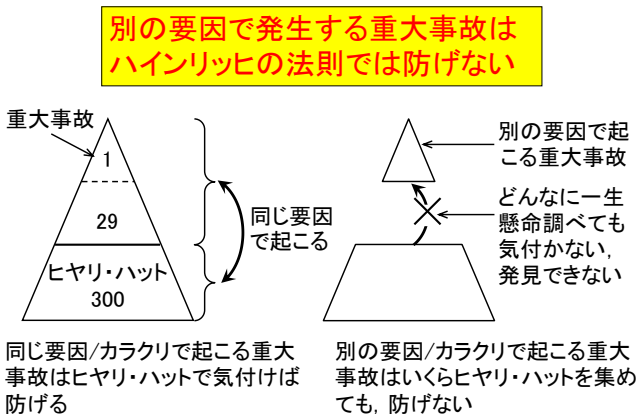 別の要因で発生する重大事故は
ハインリッヒの法則では防げない
重大事故
1
29
ヒヤリ・ハット
300
同じ要因
で起こる
別の要因で起
こる重大事故
どんなに一生
懸命調べても
気付かない,
発見できない
同じ要因/カラクリで起こる重大
事故はヒヤリ・ハットで気付けば
防げる
別の要因/カラクリで起こる重大
事故はいくらヒヤリ・ハットを集め
ても, 防げない